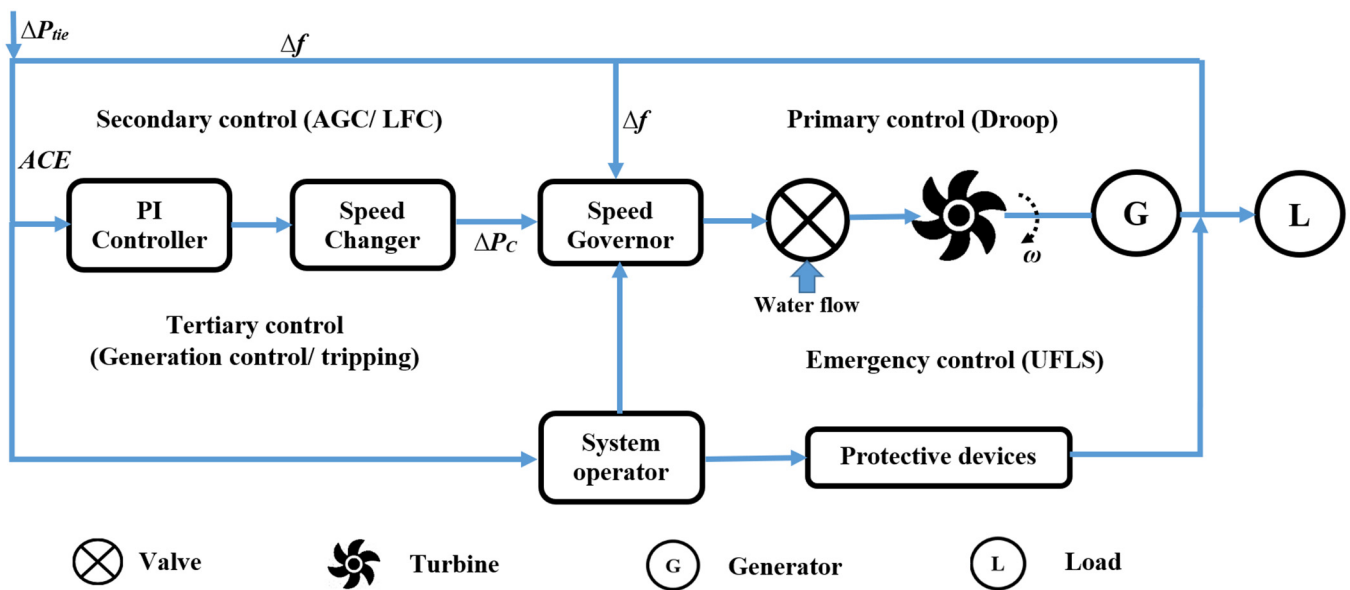 ΔPtie
Δf
Secondary control (AGC/ LFC)
Δf
Primary control (Droop)
ACE
PI
Controller
Speed
Changer
ΔPC
Speed
Governor
G
L
ω
Water flow
Tertiary control
(Generation control/ tripping)
Emergency control (UFLS)
System
operator
Protective devices
Valve
Turbine
G
Generator
L
Load